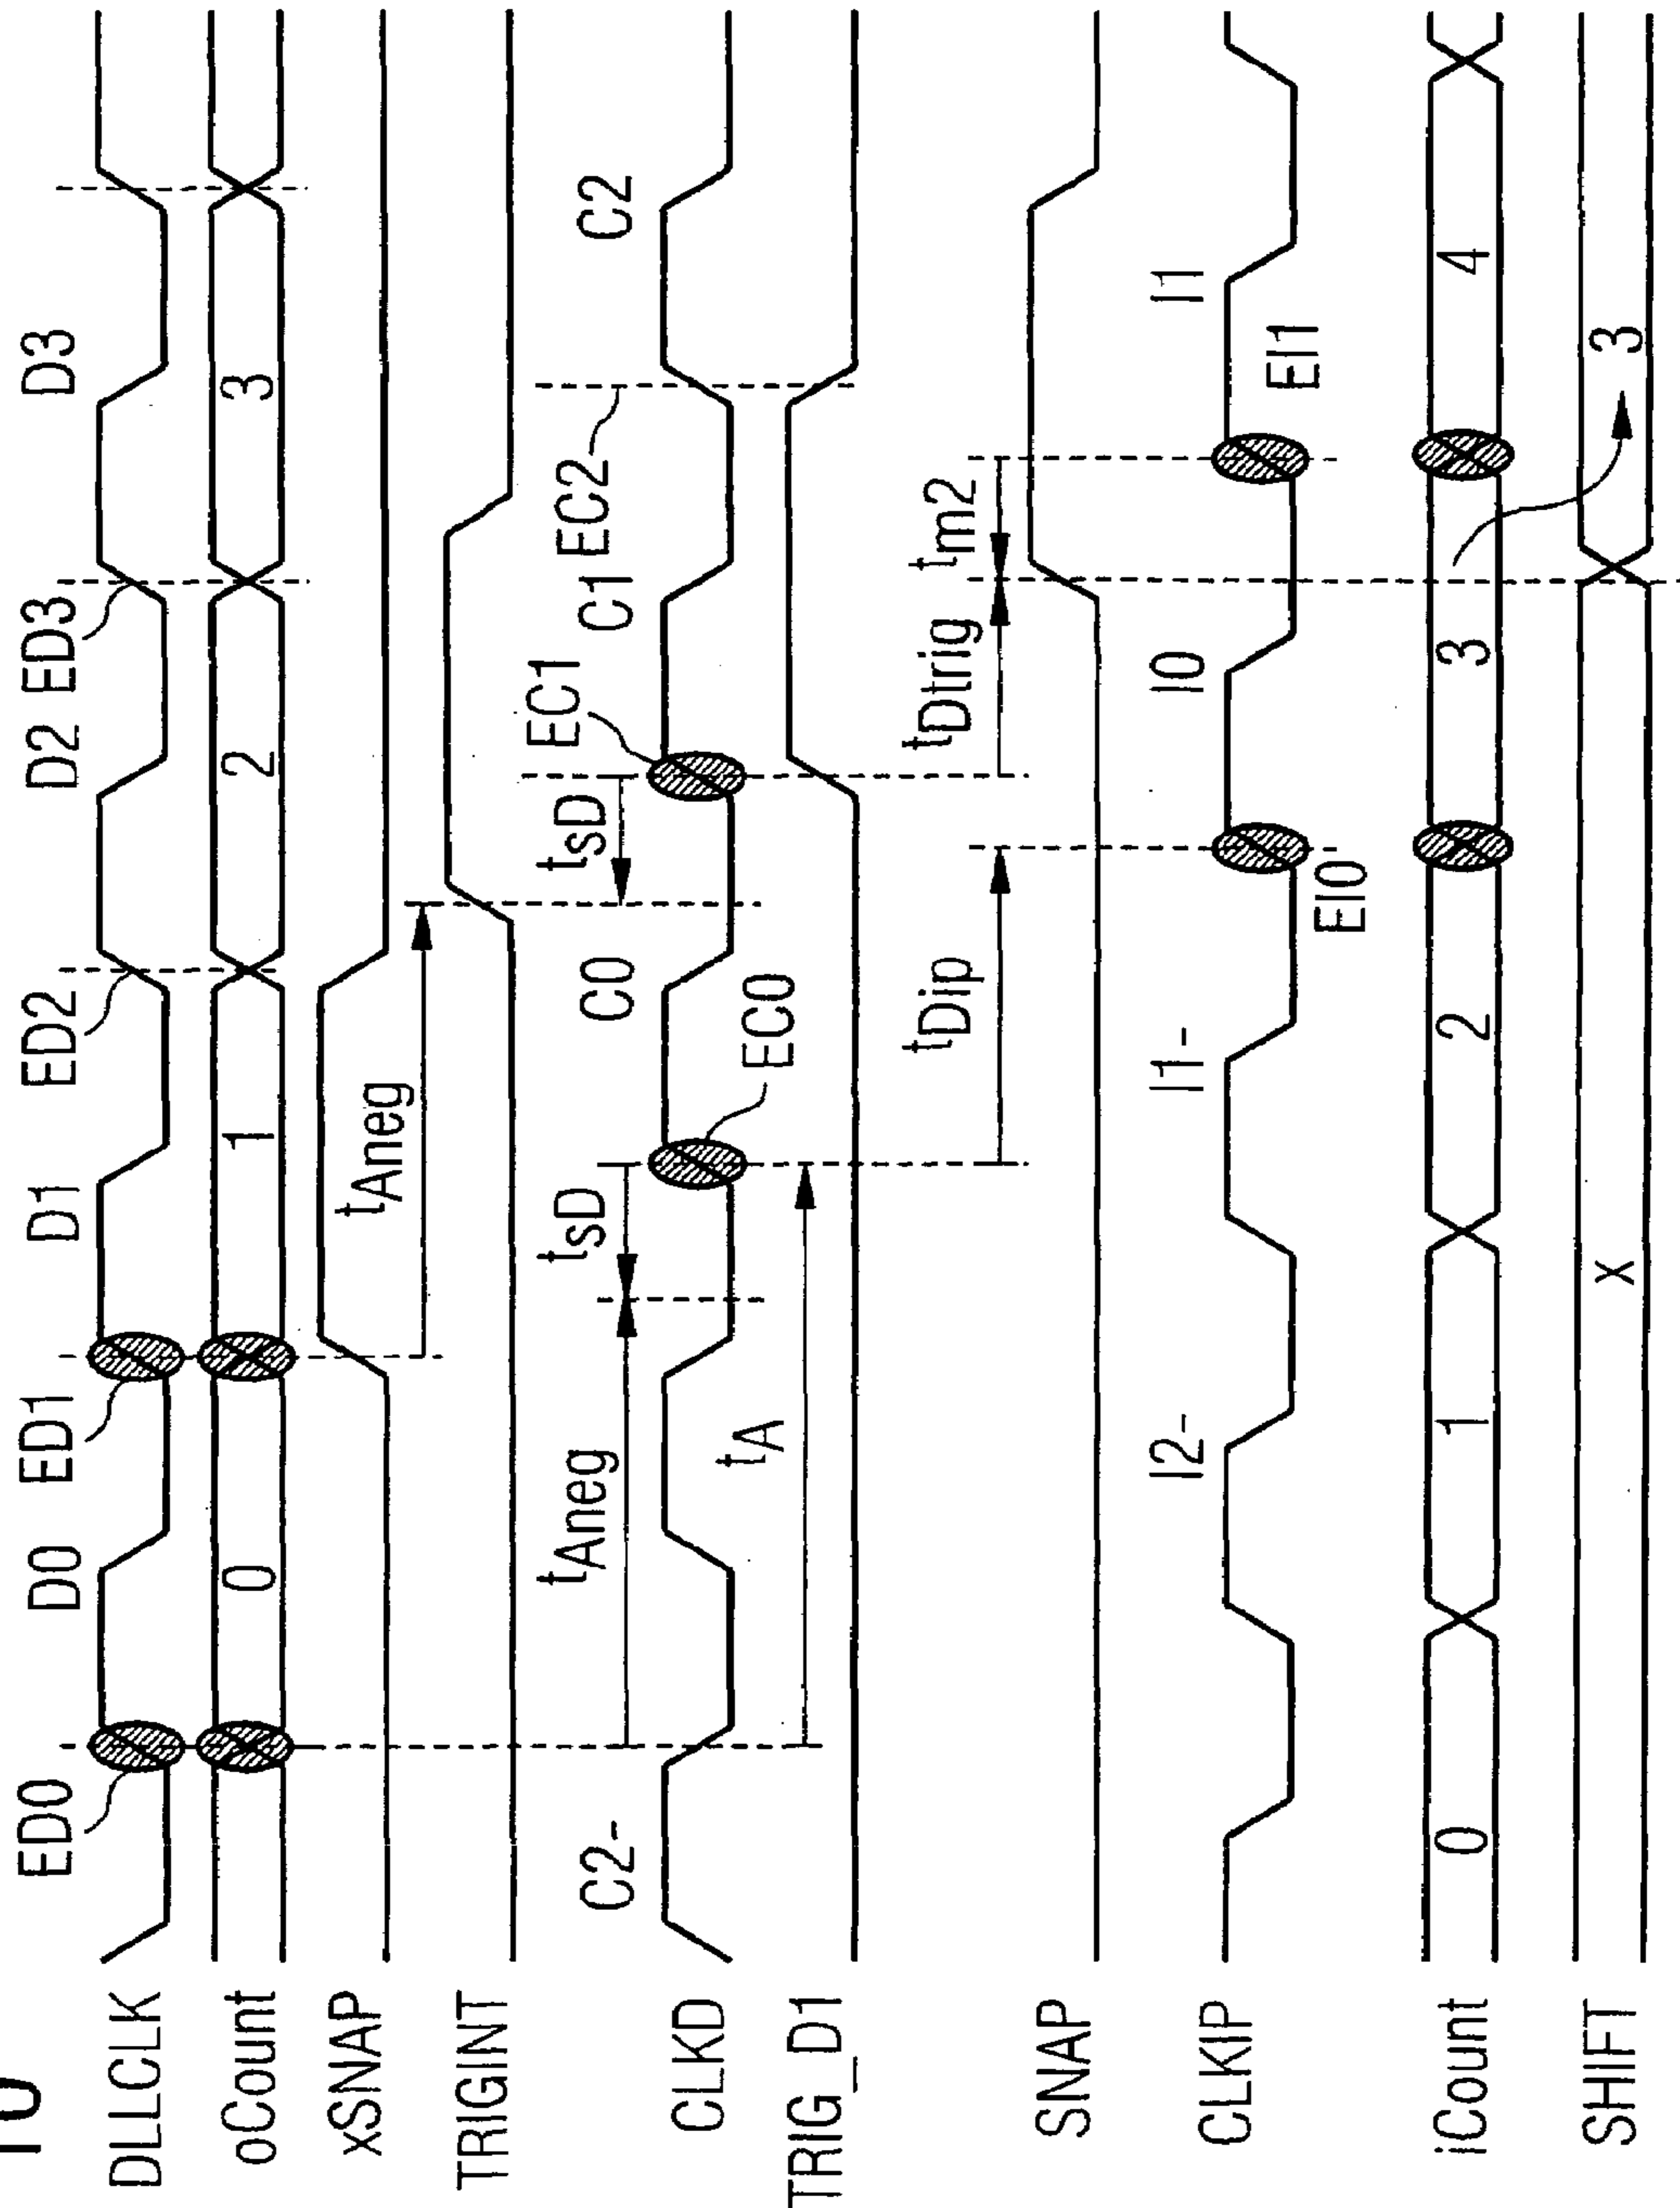 10
ED0 D0 ED1 D1 ED2 D2 ED3 D3
DLLCLK
oCount 0 1 2 3
xSNAP
tAneg
TRIGINT
tAneg tsD tsD EC1 EC2
C2- C0 C1 C2
CLKD
tA EC0
TRIG_D1
tDip tDtrig tm2
SNAP
I2- I1- I0 I1
CLKIP
EI0 EI1
iCount 0 1 2 3 4
SHIFT x 3